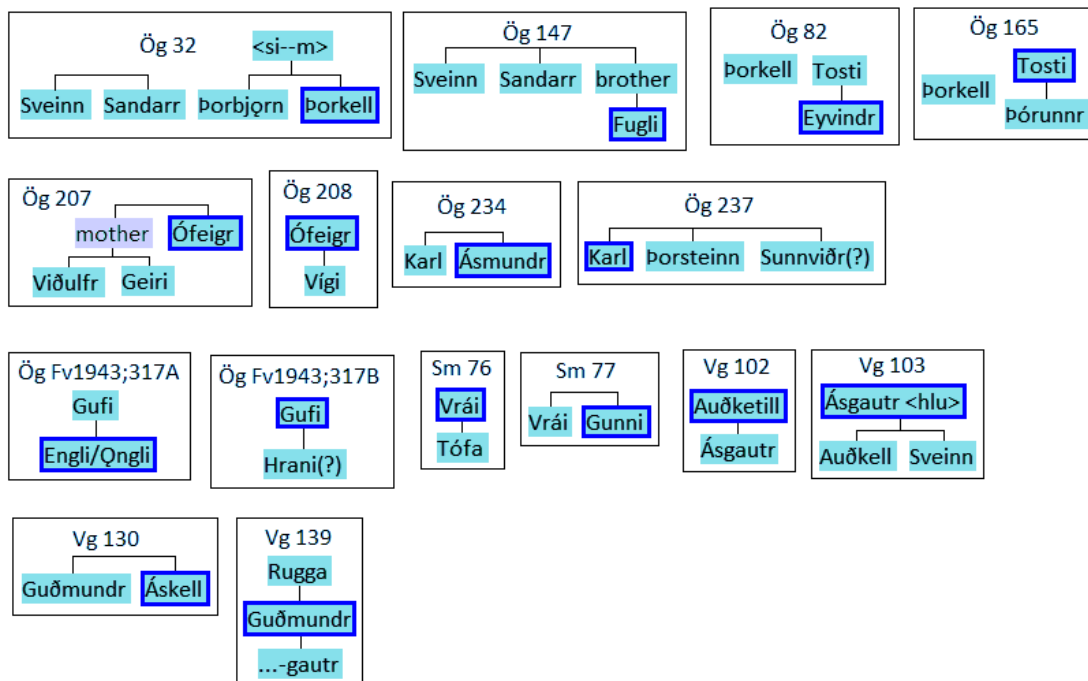 Ög 32
<si--m>
Sveinn Sandarr Þorbjǫrn Þorkell
Ög 147
Sveinn Sandarr brother
Fugli
Ög 82
Þorkell Tosti
Eyvindr
Ög 165
Tosti
Þorkell
Þórunnr
Ög 207
mother Ófeigr
Viðulfr Geiri
Ög 208
Ófeigr
Vígi
Ög 234
Karl Ásmundr
Ög 237
Karl Þorsteinn Sunnviðr(?)
Ög Fv1943;317A
Gufi
Engli/Ǫngli
Ög Fv1943;317B
Gufi
Hrani(?)
Sm 76
Vrái
Tófa
Sm 77
Vrái Gunni
Vg 102
Auðketill
Ásgautr
Vg 103
Ásgautr <hlu>
Auðkell Sveinn
Vg 130
Guðmundr Áskell
Vg 139
Rugga
Guðmundr
...-gautr